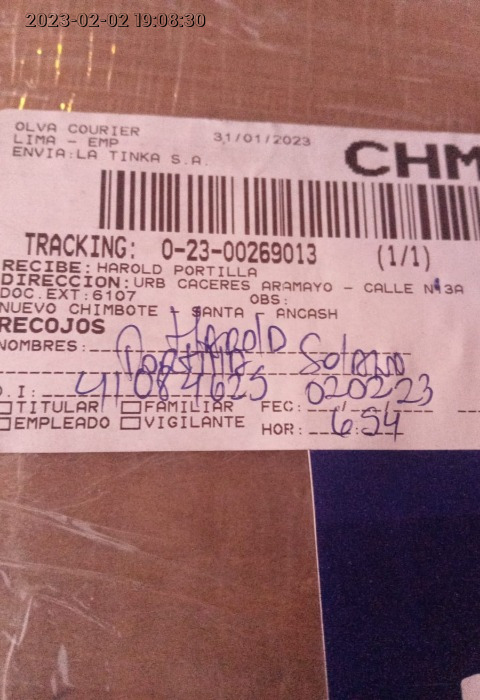 2023-02-02 19:08:30
OLVA COURIER 31/01/2023
LIMA - EMP
ENVIA:LA TINKA S.A.
CHM
TRACKING: 0-23-00269013 (1/1)
RECIBE: HAROLD PORTILLA
DIRECCION: URB CACERES ARAMAYO - CALLE N 3A
DOC.EXT:6107 OBS:
NUEVO CHIMBOTE - SANTA - ANCASH
RECOJOS Harold
NOMBRES: Portilla Solano
D.I: 41084625 020223
TITULAR FAMILIAR FEC:
EMPLEADO VIGILANTE HOR: 6:54